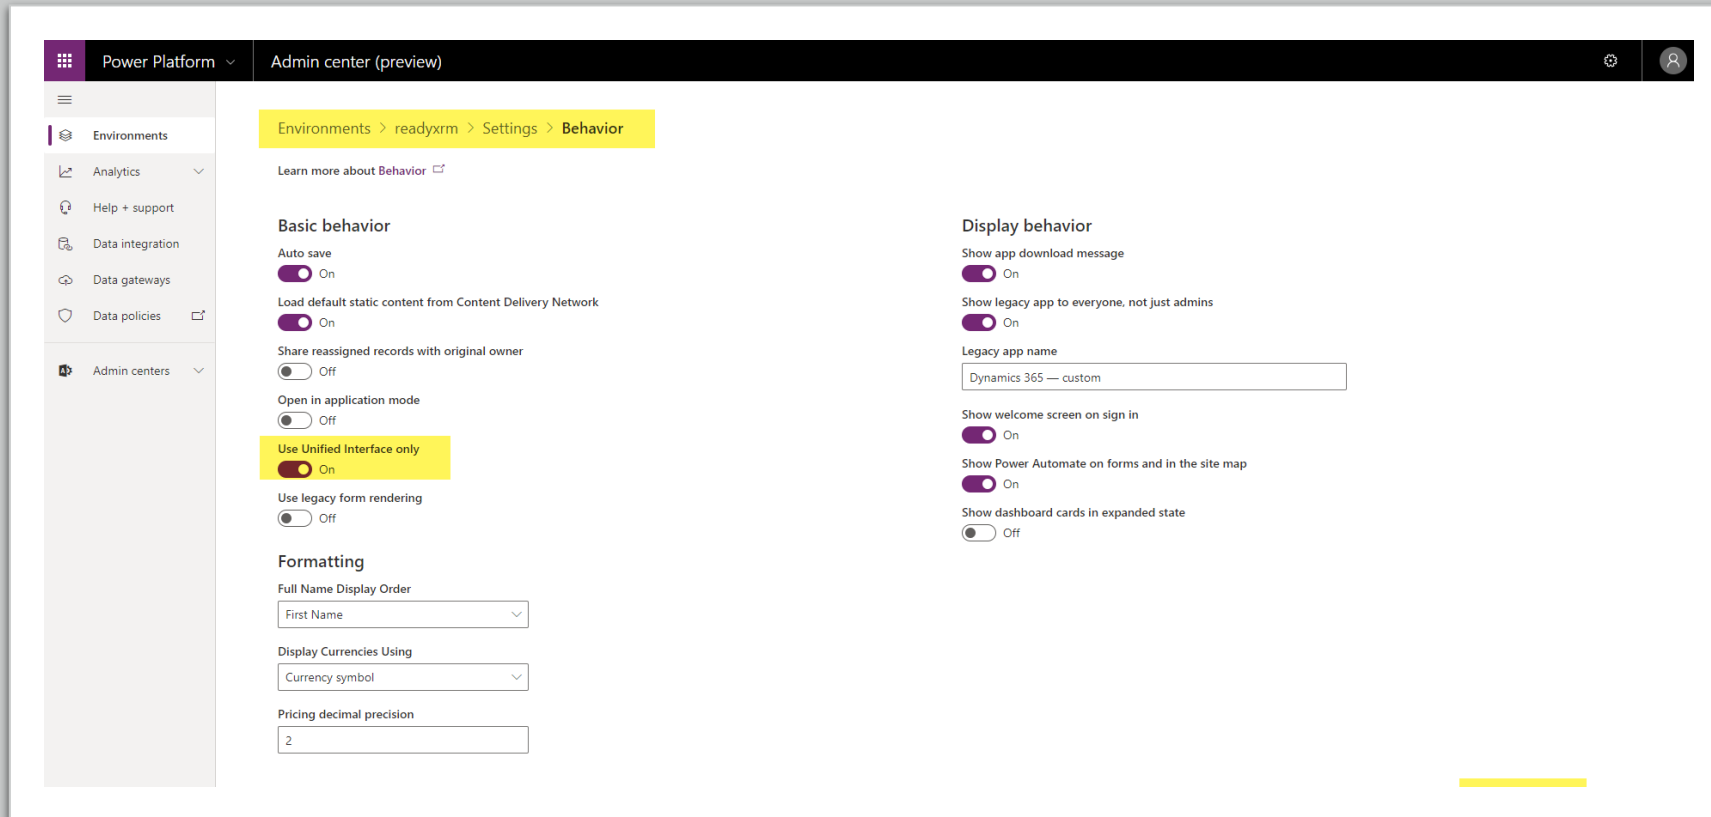 Power Platform
Admin center (preview)
Environments
Analytics
Help + support
Data integration
Data gateways
Data policies
Admin centers
Environments > readyxrm > Settings > Behavior
Learn more about Behavior
Basic behavior
Auto save
On
Load default static content from Content Delivery Network
On
Share reassigned records with original owner
Off
Open in application mode
Off
Use Unified Interface only
On
Use legacy form rendering
Off
Formatting
Full Name Display Order
First Name
Display Currencies Using
Currency symbol
Pricing decimal precision
2
Display behavior
Show app download message
On
Show legacy app to everyone, not just admins
On
Legacy app name
Dynamics 365 — custom
Show welcome screen on sign in
On
Show Power Automate on forms and in the site map
On
Show dashboard cards in expanded state
Off